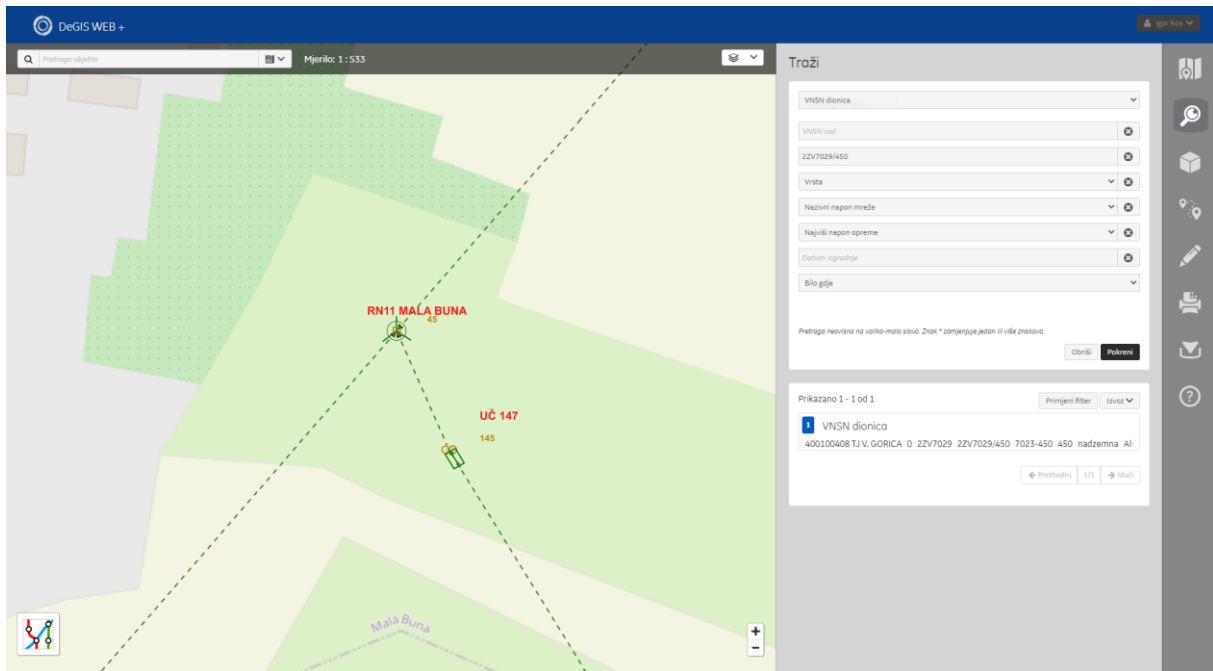 DeGIS WEB +
Igor Kos
Pretraga objekta
Mjerilo: 1 : 533
RN11 MALA BUNA
45
UČ 147
145
Mala Buna
+
−
Traži
VNSN dionica
VNSN vod
2ZV7029/450
Vrsta
Nazivni napon mreže
Najviši napon opreme
Datum izgradnje
Bilo gdje
Pretraga neovisna na veliko-mala slova. Znak * zamjenjuje jedan ili više znakova.
Obriši Pokreni
Prikazano 1 - 1 od 1
Primjeni filter Izvoz
1 VNSN dionica
400100408 TJ V. GORICA 0 2ZV7029 2ZV7029/450 7023-450 450 nadzemna Al-
Prethodni 1/1 Idući